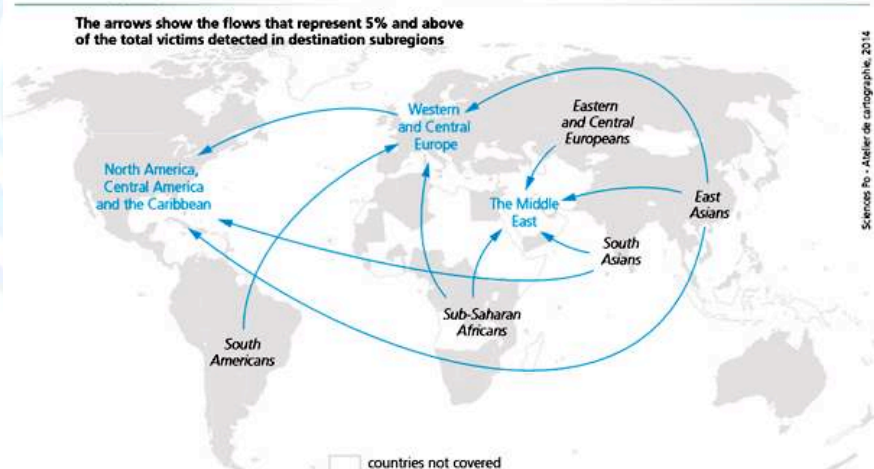 The arrows show the flows that represent 5% and above
of the total victims detected in destination subregions
Western
and Central
Europe
Eastern
and Central
Europeans
North America,
Central America
and the Caribbean
The Middle
East
East
Asians
South
Asians
Sub-Saharan
Africans
South
Americans
countries not covered
Sciences Po - Atelier de cartographie, 2014